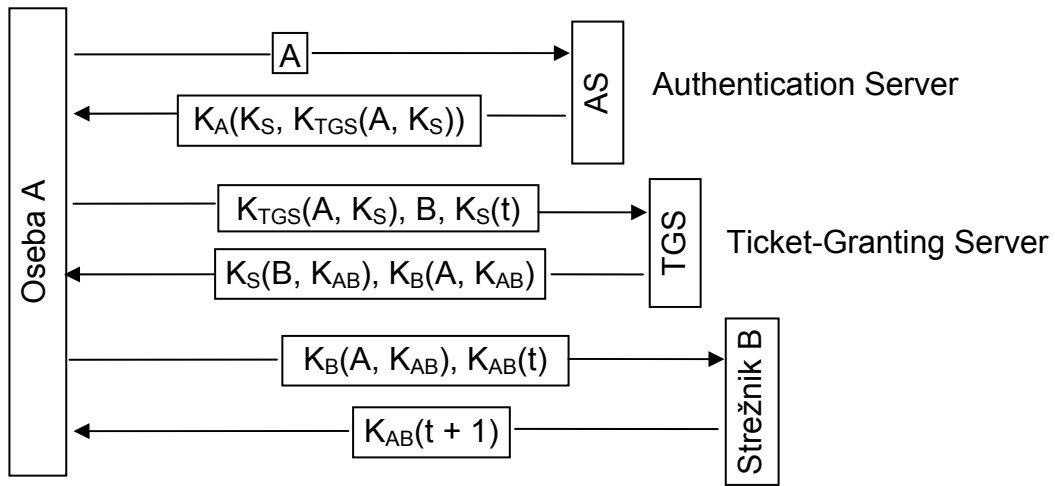 Oseba A
A
AS
Authentication Server
K_A(K_S, K_TGS(A, K_S))
K_TGS(A, K_S), B, K_S(t)
TGS
Ticket-Granting Server
K_S(B, K_AB), K_B(A, K_AB)
K_B(A, K_AB), K_AB(t)
Strežnik B
K_AB(t + 1)